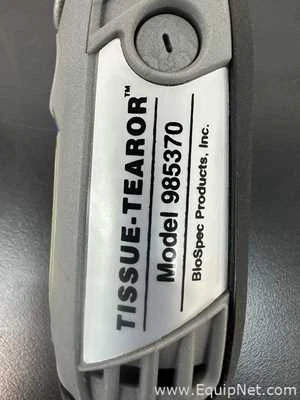 TISSUE-TEAROR™
Model 985370
BioSpec Products, Inc.
www.EquipNet.com